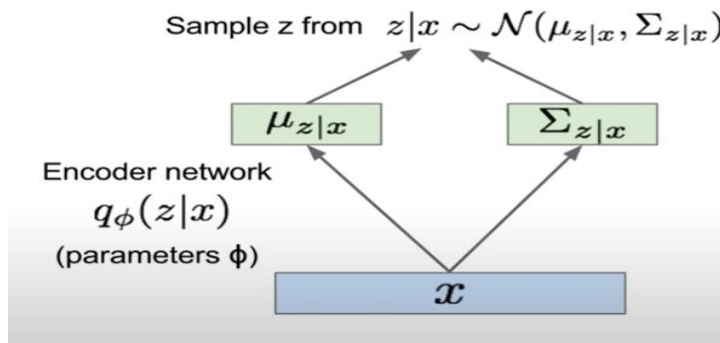 Sample z from z|x ∼ 𝒩(μ_{z|x}, Σ_{z|x})
μ_{z|x}
Σ_{z|x}
Encoder network
q_ϕ(z|x)
(parameters ϕ)
x